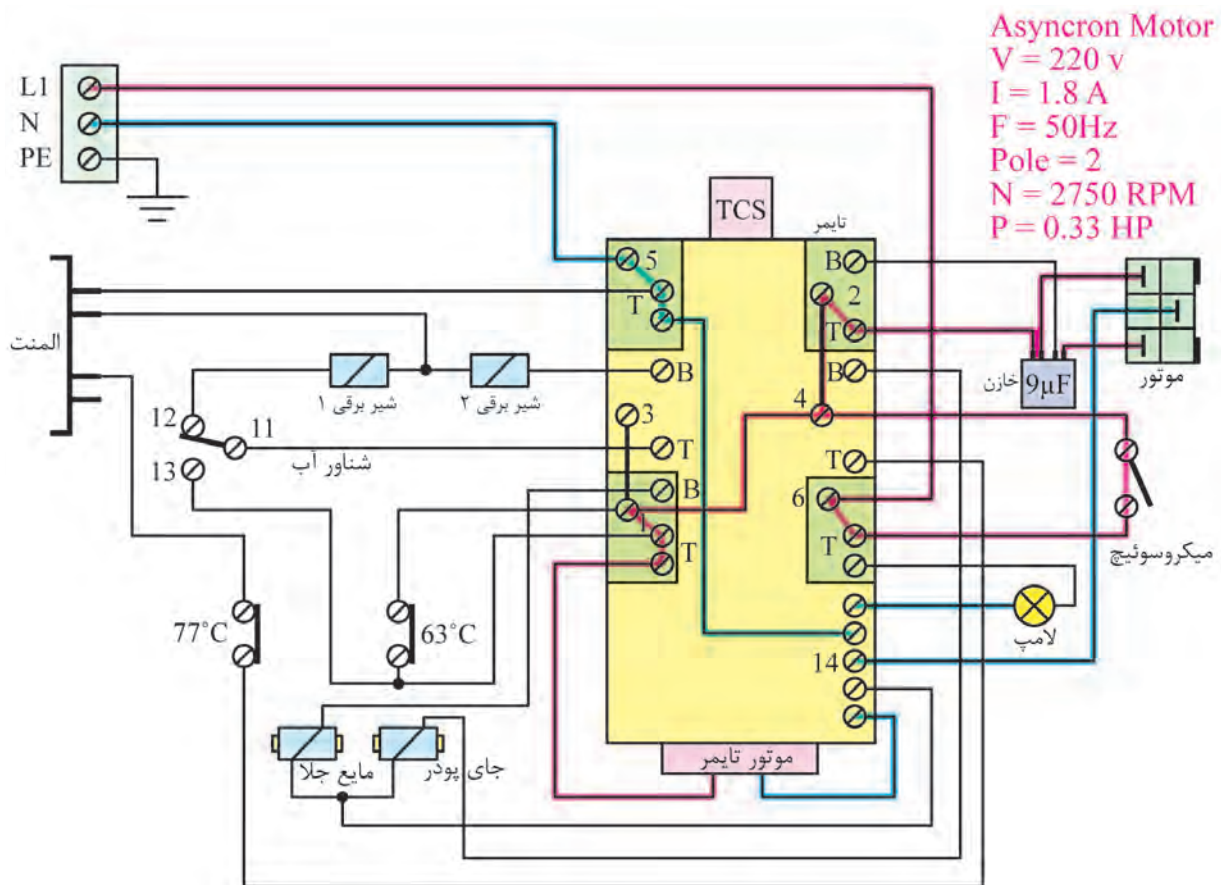 Asyncron Motor
V = 220 v
I = 1.8 A
F = 50Hz
Pole = 2
N = 2750 RPM
P = 0.33 HP
L1
N
PE
TCS
تایمر
5
T
B
2
T
B
المنت
شیر برقی ۱
شیر برقی ۲
B
9µF
خازن
موتور
12
11
13
شناور آب
3
T
4
T
B
1
T
6
T
میکروسوئیچ
77°C
63°C
لامپ
14
مایع جلا
جای پودر
موتور تایمر